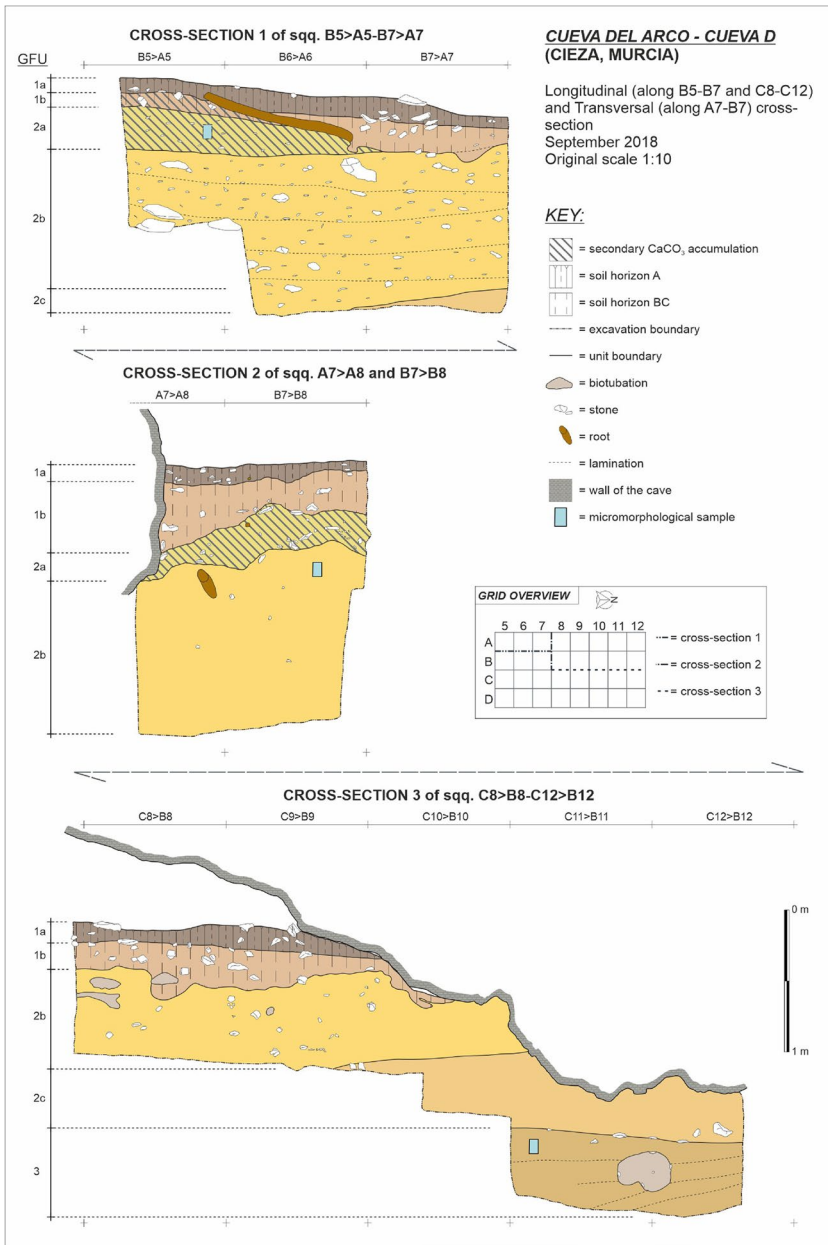 CROSS-SECTION 1 of sqq. B5>A5-B7>A7
GFU
B5>A5
B6>A6
B7>A7
1a
1b
2a
2b
2c
CUEVA DEL ARCO - CUEVA D
(CIEZA, MURCIA)
Longitudinal (along B5-B7 and C8-C12)
and Transversal (along A7-B7) cross-
section
September 2018
Original scale 1:10
KEY:
= secondary CaCO3 accumulation
= soil horizon A
= soil horizon BC
= excavation boundary
= unit boundary
= biotubation
= stone
= root
= lamination
= wall of the cave
= micromorphological sample
CROSS-SECTION 2 of sqq. A7>A8 and B7>B8
A7>A8
B7>B8
1a
1b
2a
2b
GRID OVERVIEW
N
5 6 7 8 9 10 11 12
A
B
C
D
= cross-section 1
= cross-section 2
= cross-section 3
CROSS-SECTION 3 of sqq. C8>B8-C12>B12
C8>B8
C9>B9
C10>B10
C11>B11
C12>B12
1a
1b
2b
2c
3
0 m
1 m